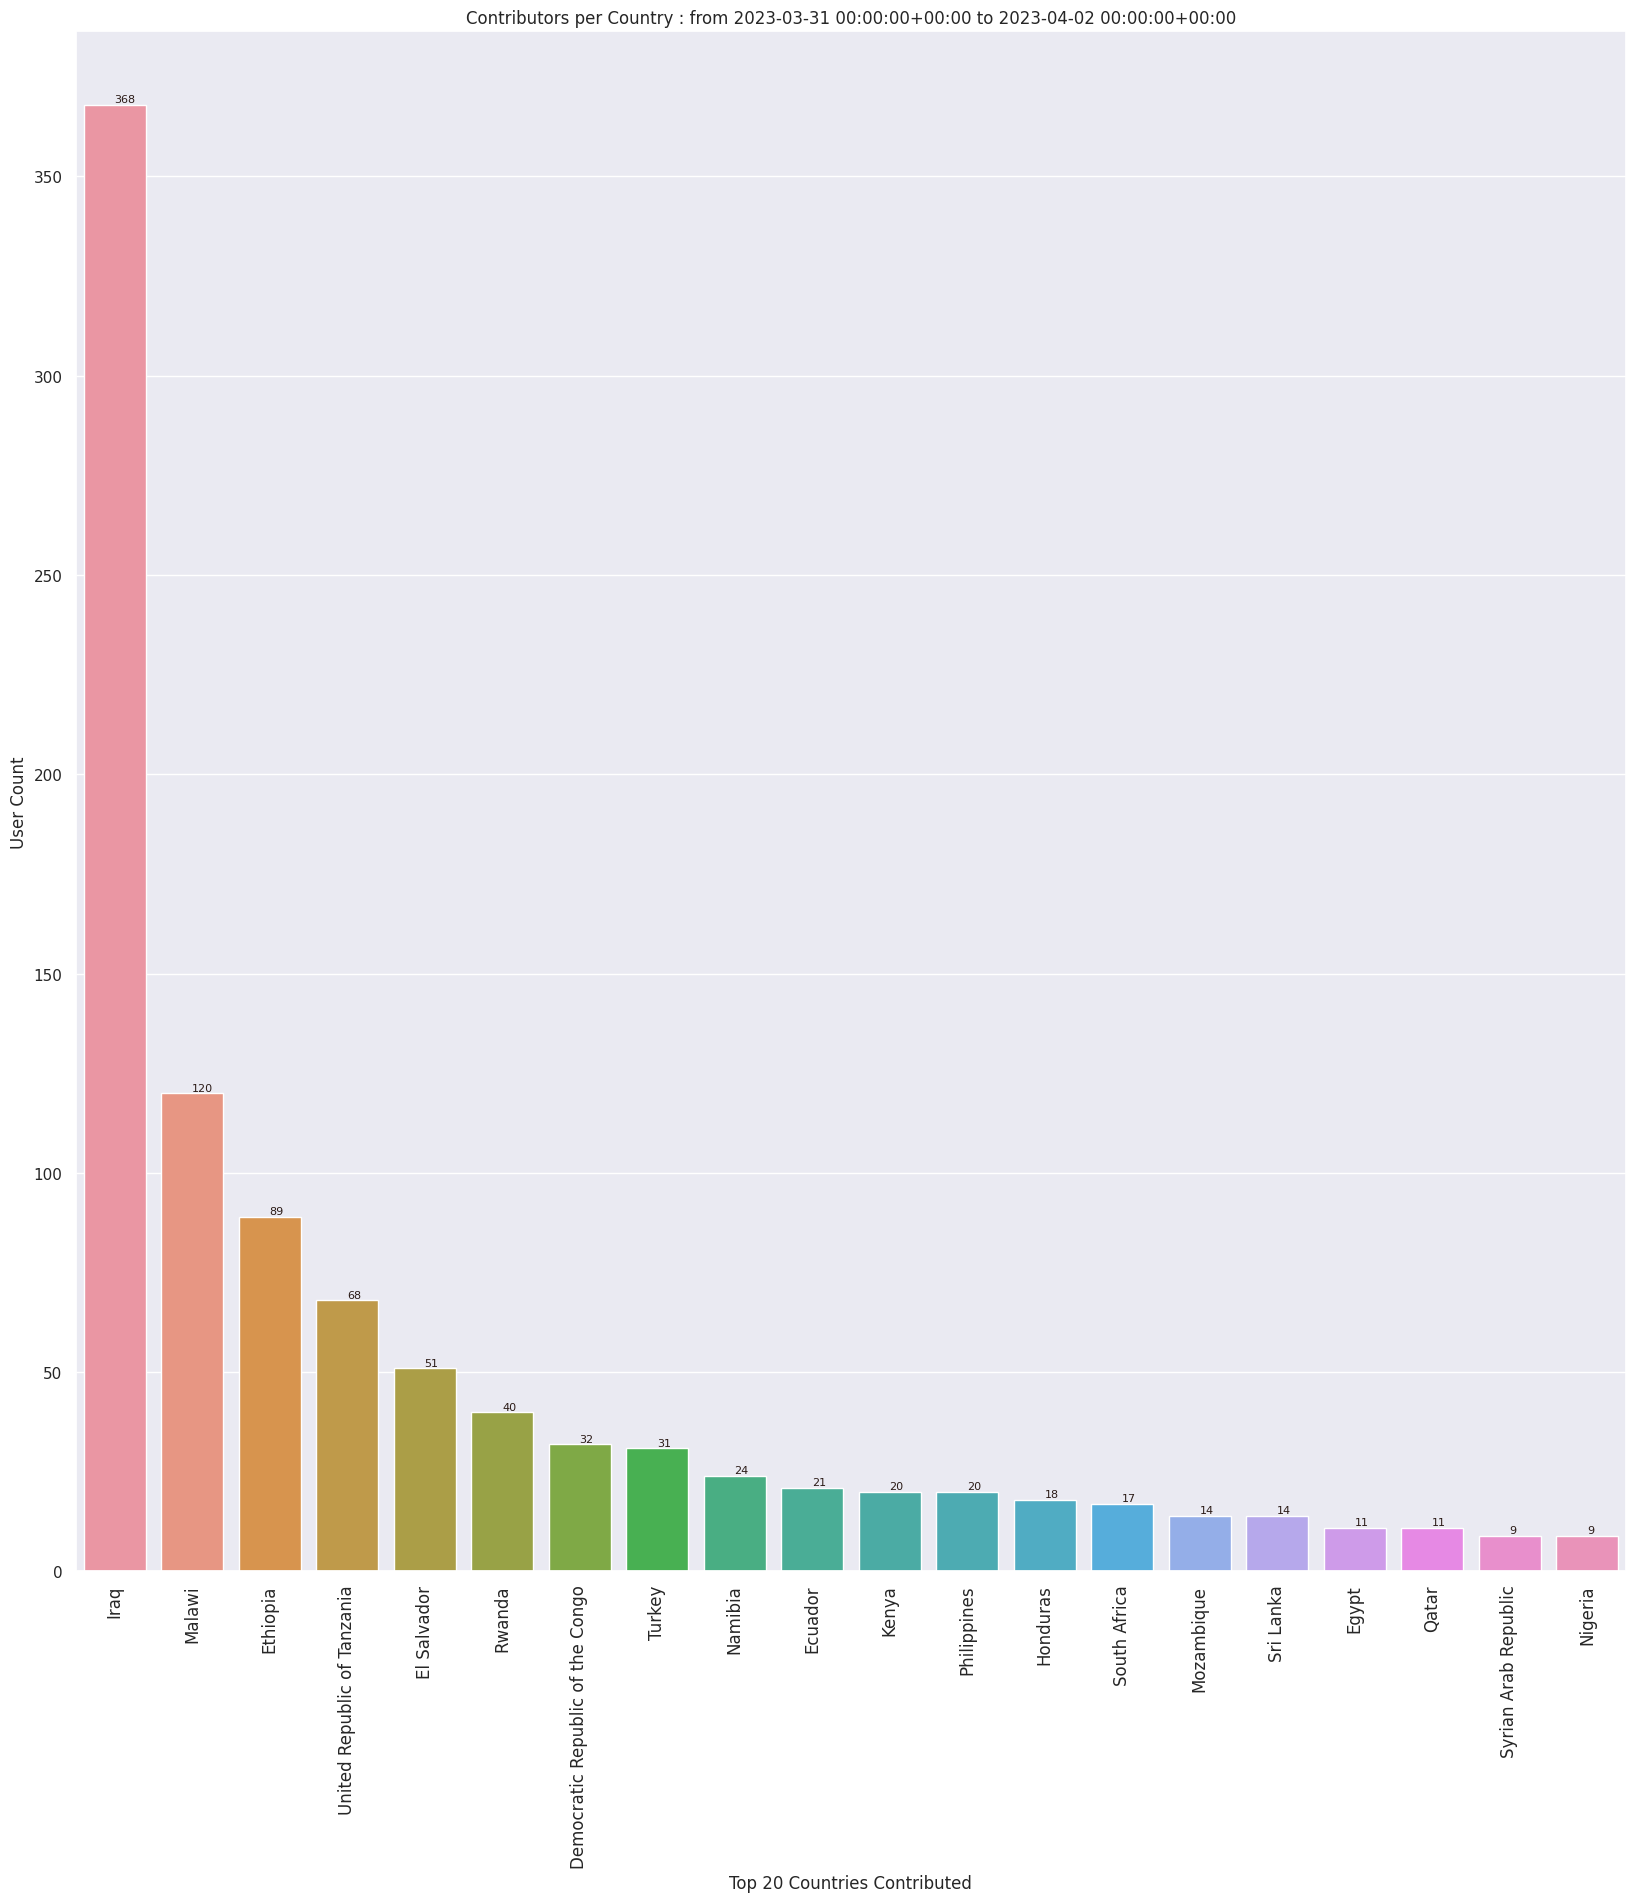 Contributors per Country : from 2023-03-31 00:00:00+00:00 to 2023-04-02 00:00:00+00:00
User Count
350
300
250
200
150
100
50
0
368
120
89
68
51
40
32
31
24
21
20
20
18
17
14
14
11
11
9
9
Iraq
Malawi
Ethiopia
United Republic of Tanzania
El Salvador
Rwanda
Democratic Republic of the Congo
Turkey
Namibia
Ecuador
Kenya
Philippines
Honduras
South Africa
Mozambique
Sri Lanka
Egypt
Qatar
Syrian Arab Republic
Nigeria
Top 20 Countries Contributed